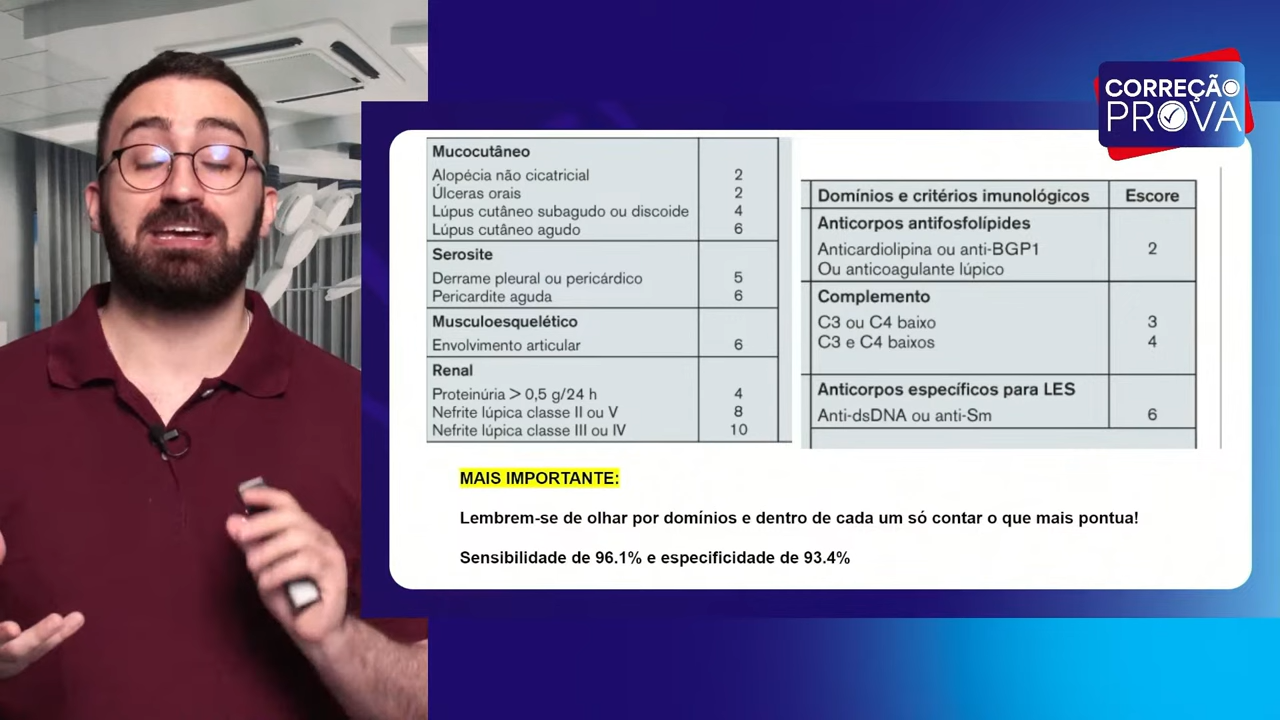 CORREÇÃO
PROVA
Mucocutâneo
Alopécia não cicatricial 2
Úlceras orais 2
Lúpus cutâneo subagudo ou discoide 4
Lúpus cutâneo agudo 6
Serosite
Derrame pleural ou pericárdico 5
Pericardite aguda 6
Musculoesquelético
Envolvimento articular 6
Renal
Proteinúria > 0,5 g/24 h 4
Nefrite lúpica classe II ou V 8
Nefrite lúpica classe III ou IV 10
Domínios e critérios imunológicos Escore
Anticorpos antifosfolípides
Anticardiolipina ou anti-BGP1 2
Ou anticoagulante lúpico
Complemento
C3 ou C4 baixo 3
C3 e C4 baixos 4
Anticorpos específicos para LES
Anti-dsDNA ou anti-Sm 6
MAIS IMPORTANTE:
Lembrem-se de olhar por domínios e dentro de cada um só contar o que mais pontua!
Sensibilidade de 96.1% e especificidade de 93.4%